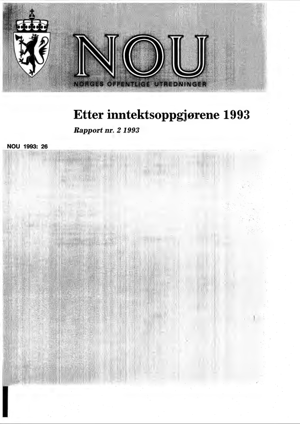 NOU
NORGES OFFENTLIGE UTREDNINGER
Etter inntektsoppgjørene 1993
Rapport nr. 2 1993
NOU 1993: 26